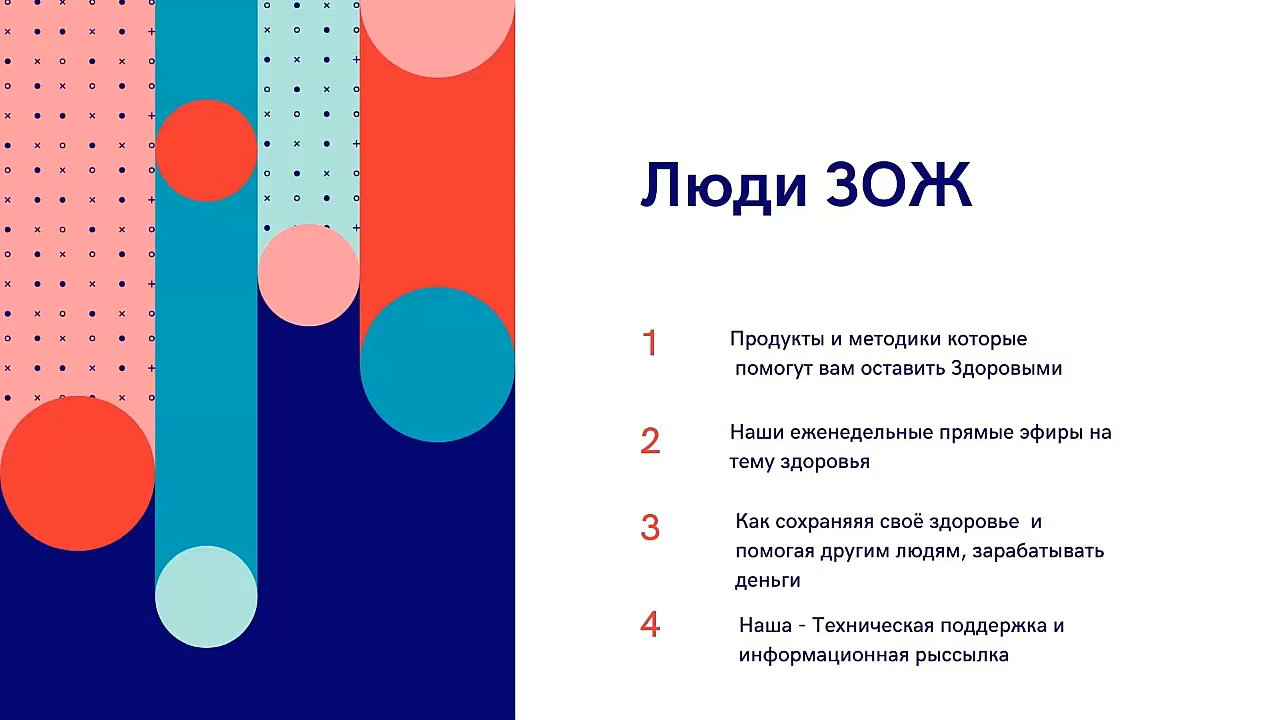 Люди ЗОЖ
1
Продукты и методики которые
помогут вам оставить Здоровыми
2
Наши еженедельные прямые эфиры на
тему здоровья
3
Как сохраняя своё здоровье и
помогая другим людям, зарабатывать
деньги
4
Наша - Техническая поддержка и
информационная рыссылка